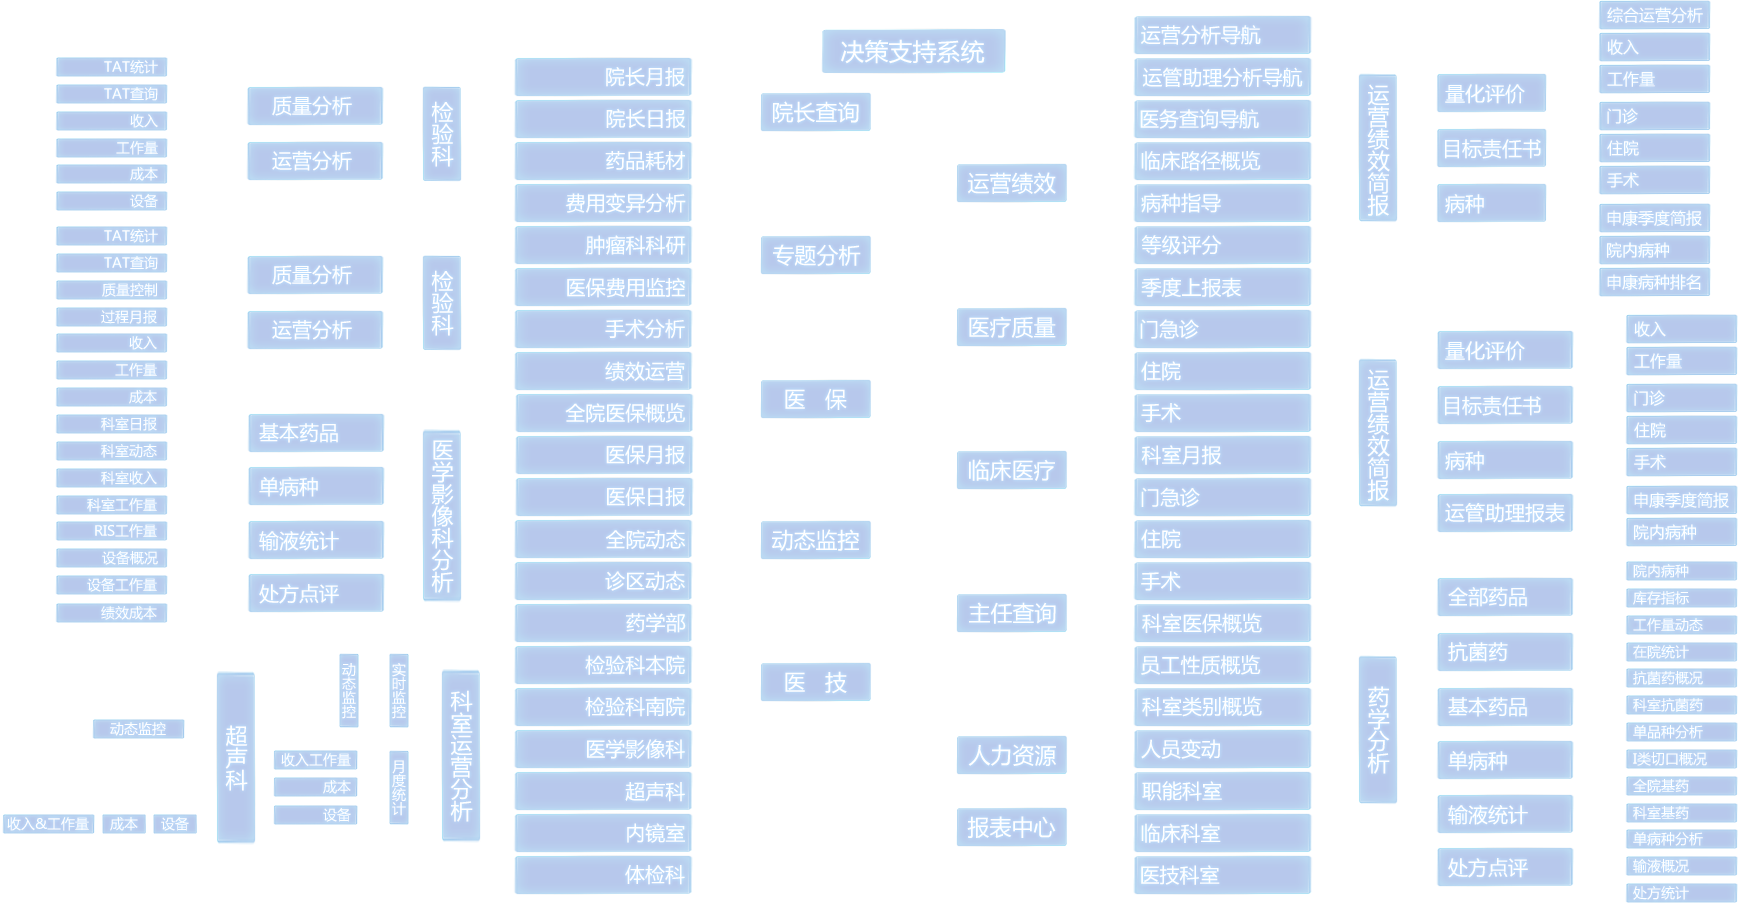 决策支持系统
TAT统计
TAT查询
收入
工作量
成本
设备
TAT统计
TAT查询
质量控制
过程月报
收入
工作量
成本
科室日报
科室动态
科室收入
科室工作量
RIS工作量
设备概况
设备工作量
绩效成本
动态监控
收入&工作量
成本
设备
超声科
质量分析
运营分析
质量分析
运营分析
基本药品
单病种
输液统计
处方点评
动态监控
实时监控
收入工作量
成本
设备
月度统计
检验科
检验科
医学影像科分析
科室运营分析
院长月报
院长日报
药品耗材
费用变异分析
肿瘤科科研
医保费用监控
手术分析
绩效运营
全院医保概览
医保月报
医保日报
全院动态
诊区动态
药学部
检验科本院
检验科南院
医学影像科
超声科
内镜室
体检科
院长查询
专题分析
医 保
动态监控
医 技
运营绩效
医疗质量
临床医疗
主任查询
人力资源
报表中心
运营分析导航
运管助理分析导航
医务查询导航
临床路径概览
病种指导
等级评分
季度上报表
门急诊
住院
手术
科室月报
门急诊
住院
手术
科室医保概览
员工性质概览
科室类别概览
人员变动
职能科室
临床科室
医技科室
运营绩效简报
运营绩效简报
药学分析
量化评价
目标责任书
病种
量化评价
目标责任书
病种
运管助理报表
全部药品
抗菌药
基本药品
单病种
输液统计
处方点评
综合运营分析
收入
工作量
门诊
住院
手术
申康季度简报
院内病种
申康病种排名
收入
工作量
门诊
住院
手术
申康季度简报
院内病种
院内病种
库存指标
工作量动态
在院统计
抗菌药概况
科室抗菌药
单品种分析
I类切口概况
全院基药
科室基药
单病种分析
输液概况
处方统计